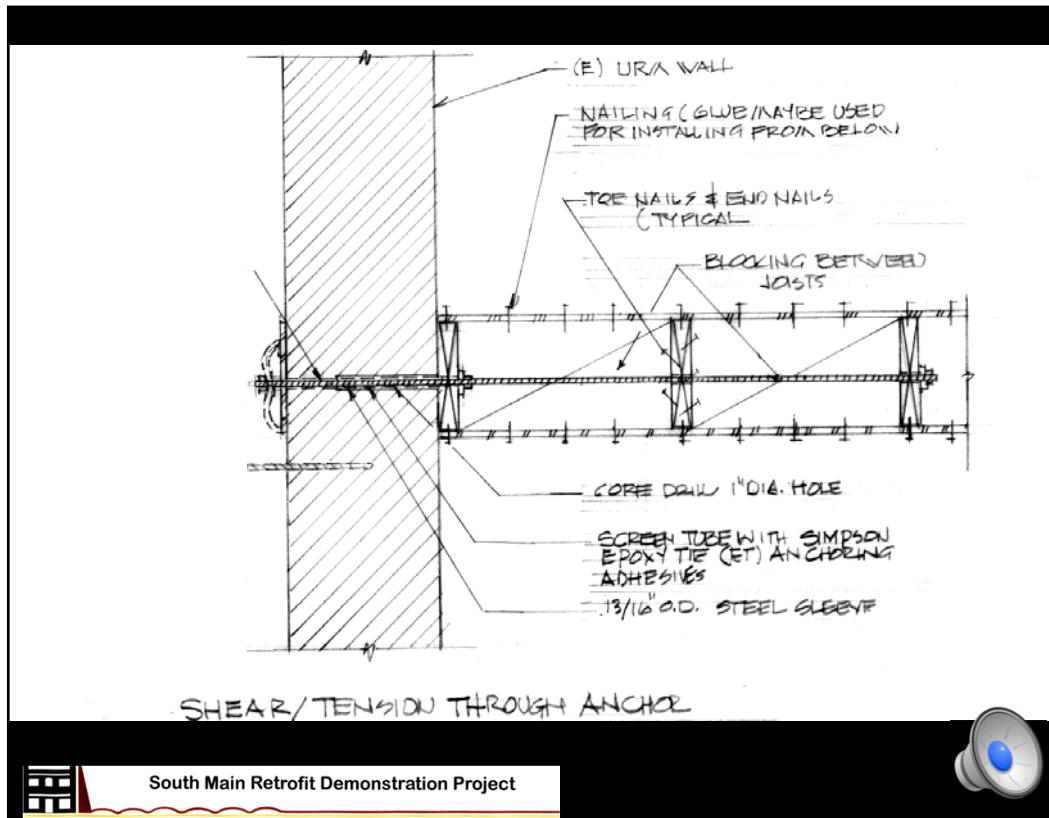 (E) URM WALL
NAILING (GLUE MAY BE USED
FOR INSTALLING FROM BELOW
TOE NAILS & END NAILS
(TYPICAL
BLOCKING BETWEEN
JOISTS
CORE DRILL 1" DIA. HOLE
SCREEN TUBE WITH SIMPSON
EPOXY TIE (ET) ANCHORING
ADHESIVES
13/16" O.D. STEEL SLEEVE
SHEAR/TENSION THROUGH ANCHOR
South Main Retrofit Demonstration Project